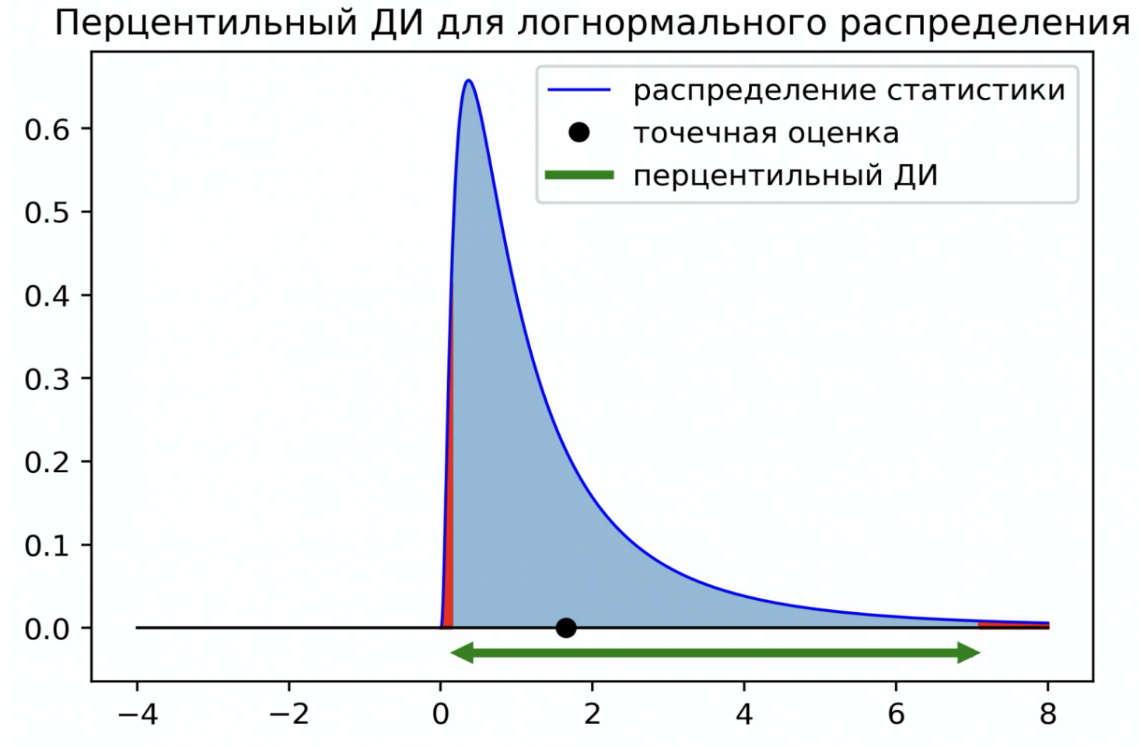 Перцентильный ДИ для логнормального распределения
распределение статистики
точечная оценка
перцентильный ДИ
0.6
0.5
0.4
0.3
0.2
0.1
0.0
−4 −2 0 2 4 6 8